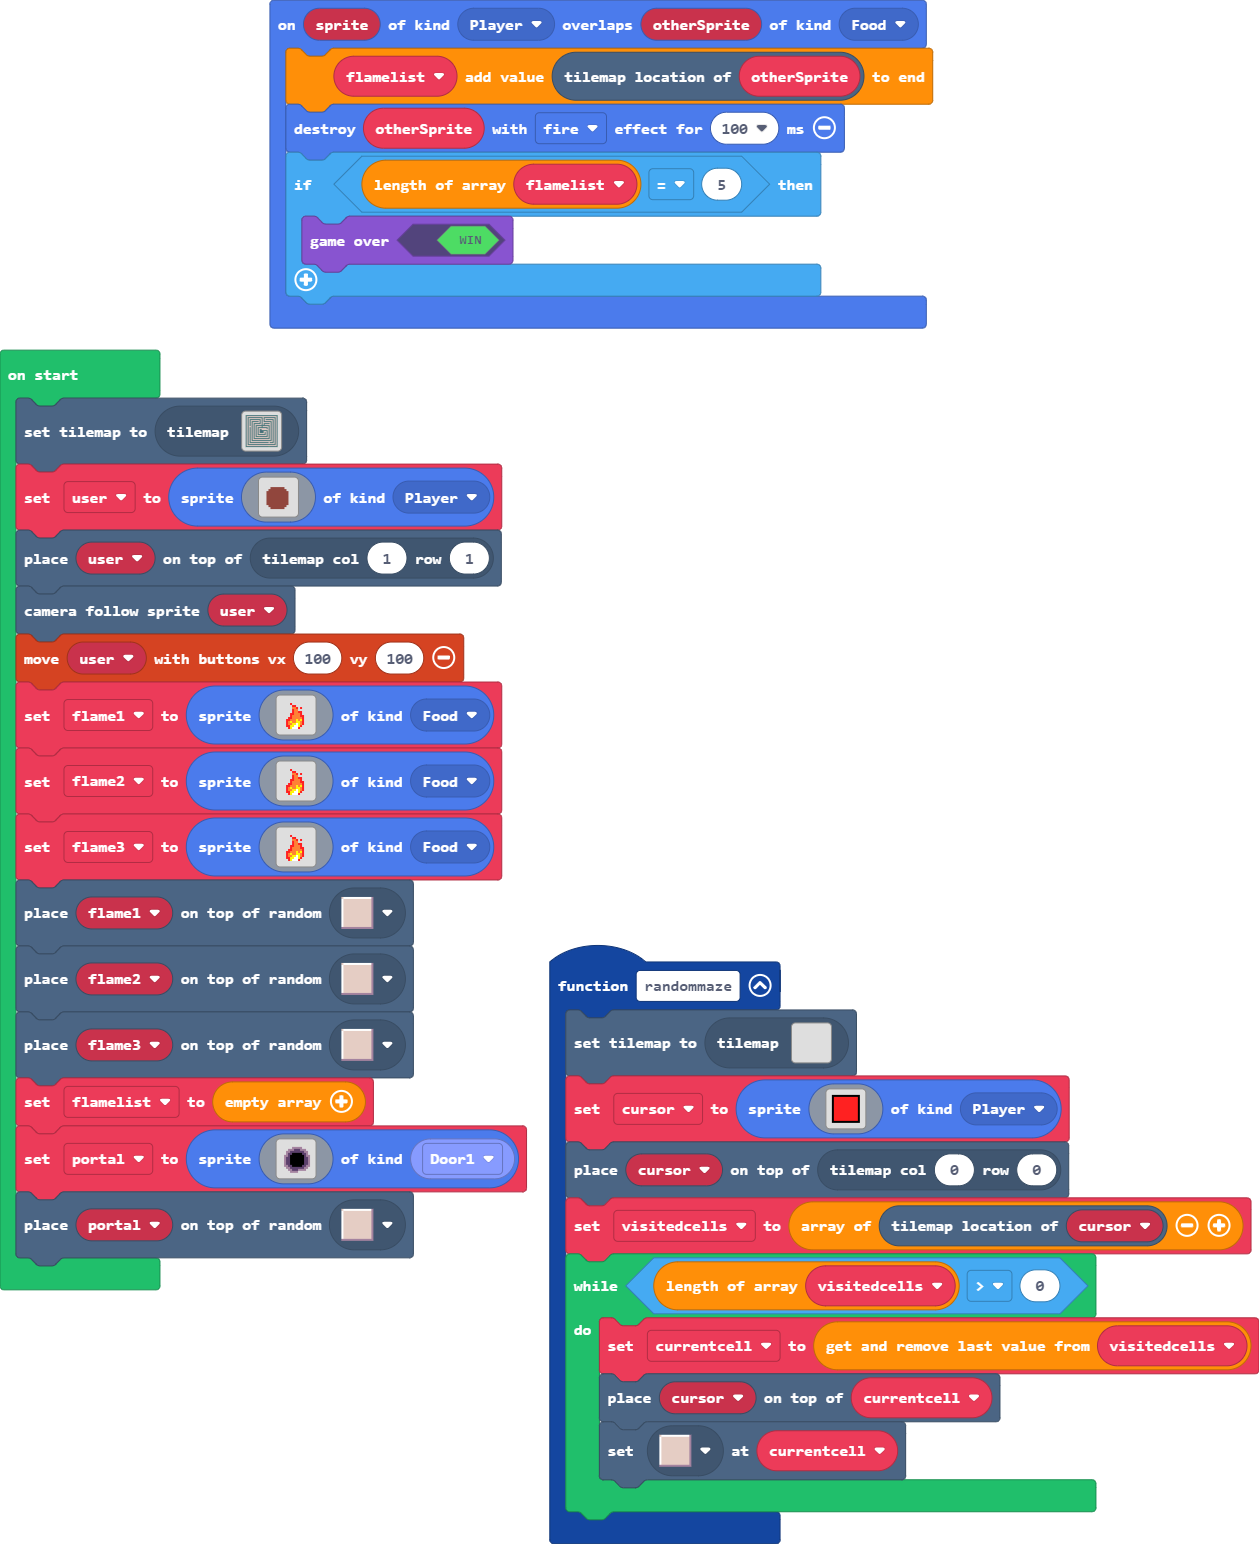 on sprite of kind Player overlaps otherSprite of kind Food
flamelist add value tilemap location of otherSprite to end
destroy otherSprite with fire effect for 100 ms
if length of array flamelist = 5 then
game over WIN
on start
set tilemap to tilemap
set user to sprite of kind Player
place user on top of tilemap col 1 row 1
camera follow sprite user
move user with buttons vx 100 vy 100
set flame1 to sprite of kind Food
set flame2 to sprite of kind Food
set flame3 to sprite of kind Food
place flame1 on top of random
place flame2 on top of random
place flame3 on top of random
set flamelist to empty array
set portal to sprite of kind Door1
place portal on top of random
function randommaze
set tilemap to tilemap
set cursor to sprite of kind Player
place cursor on top of tilemap col 0 row 0
set visitedcells to array of tilemap location of cursor
while length of array visitedcells > 0
do
set currentcell to get and remove last value from visitedcells
place cursor on top of currentcell
set at currentcell